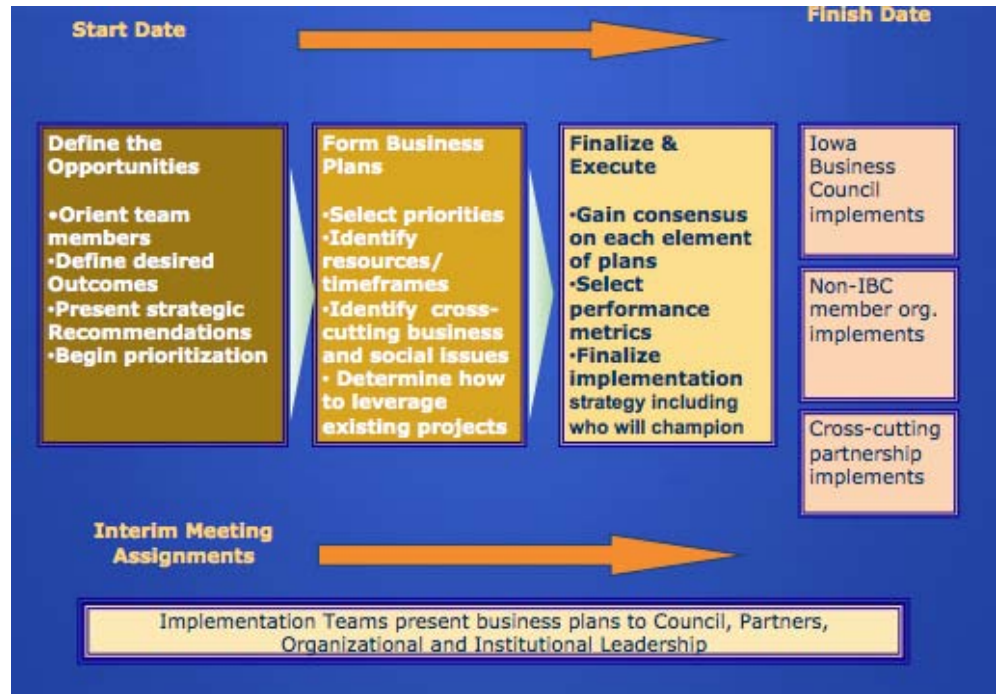 Start Date
Finish Date
Define the
Opportunities
•Orient team
members
•Define desired
Outcomes
•Present strategic
Recommendations
•Begin prioritization
Form Business
Plans
•Select priorities
•Identify
resources/
timeframes
•Identify cross-
cutting business
and social issues
• Determine how
to leverage
existing projects
Finalize &
Execute
•Gain consensus
on each element
of plans
•Select
performance
metrics
•Finalize
implementation
strategy including
who will champion
Iowa
Business
Council
implements
Non-IBC
member org.
implements
Cross-cutting
partnership
implements
Interim Meeting
Assignments
Implementation Teams present business plans to Council, Partners,
Organizational and Institutional Leadership